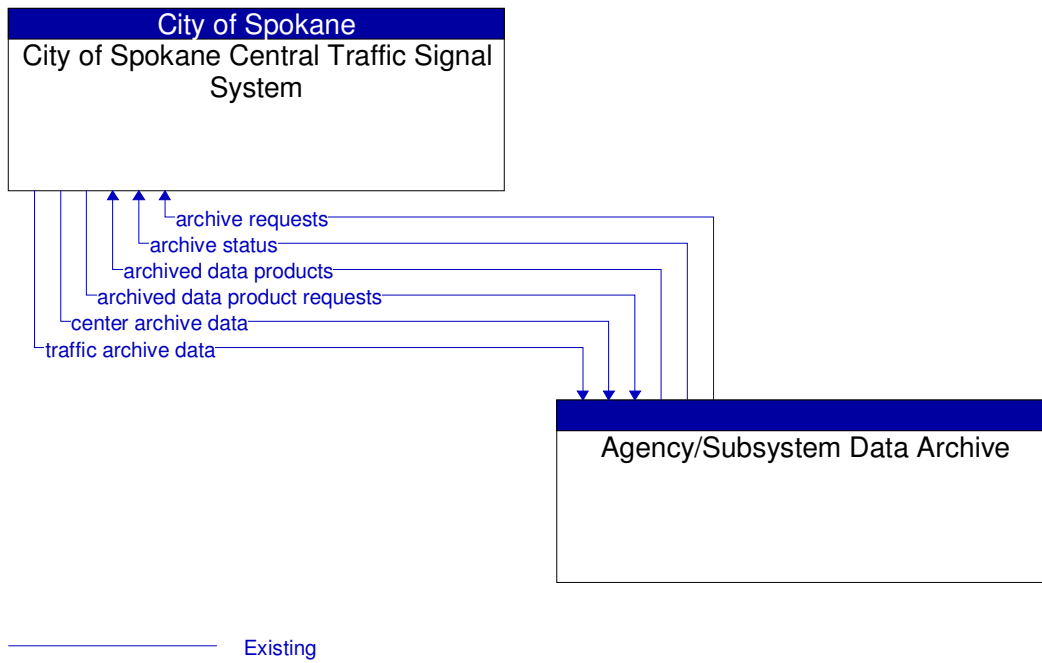 City of Spokane
City of Spokane Central Traffic Signal
System
archive requests
archive status
archived data products
archived data product requests
center archive data
traffic archive data
Agency/Subsystem Data Archive
Existing